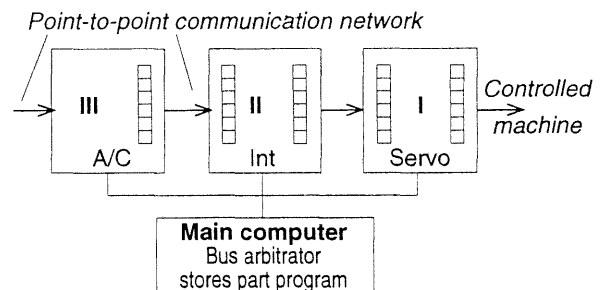 Point-to-point communication network
III
II
I
Controlled
machine
A/C
Int
Servo
Main computer
Bus arbitrator
stores part program